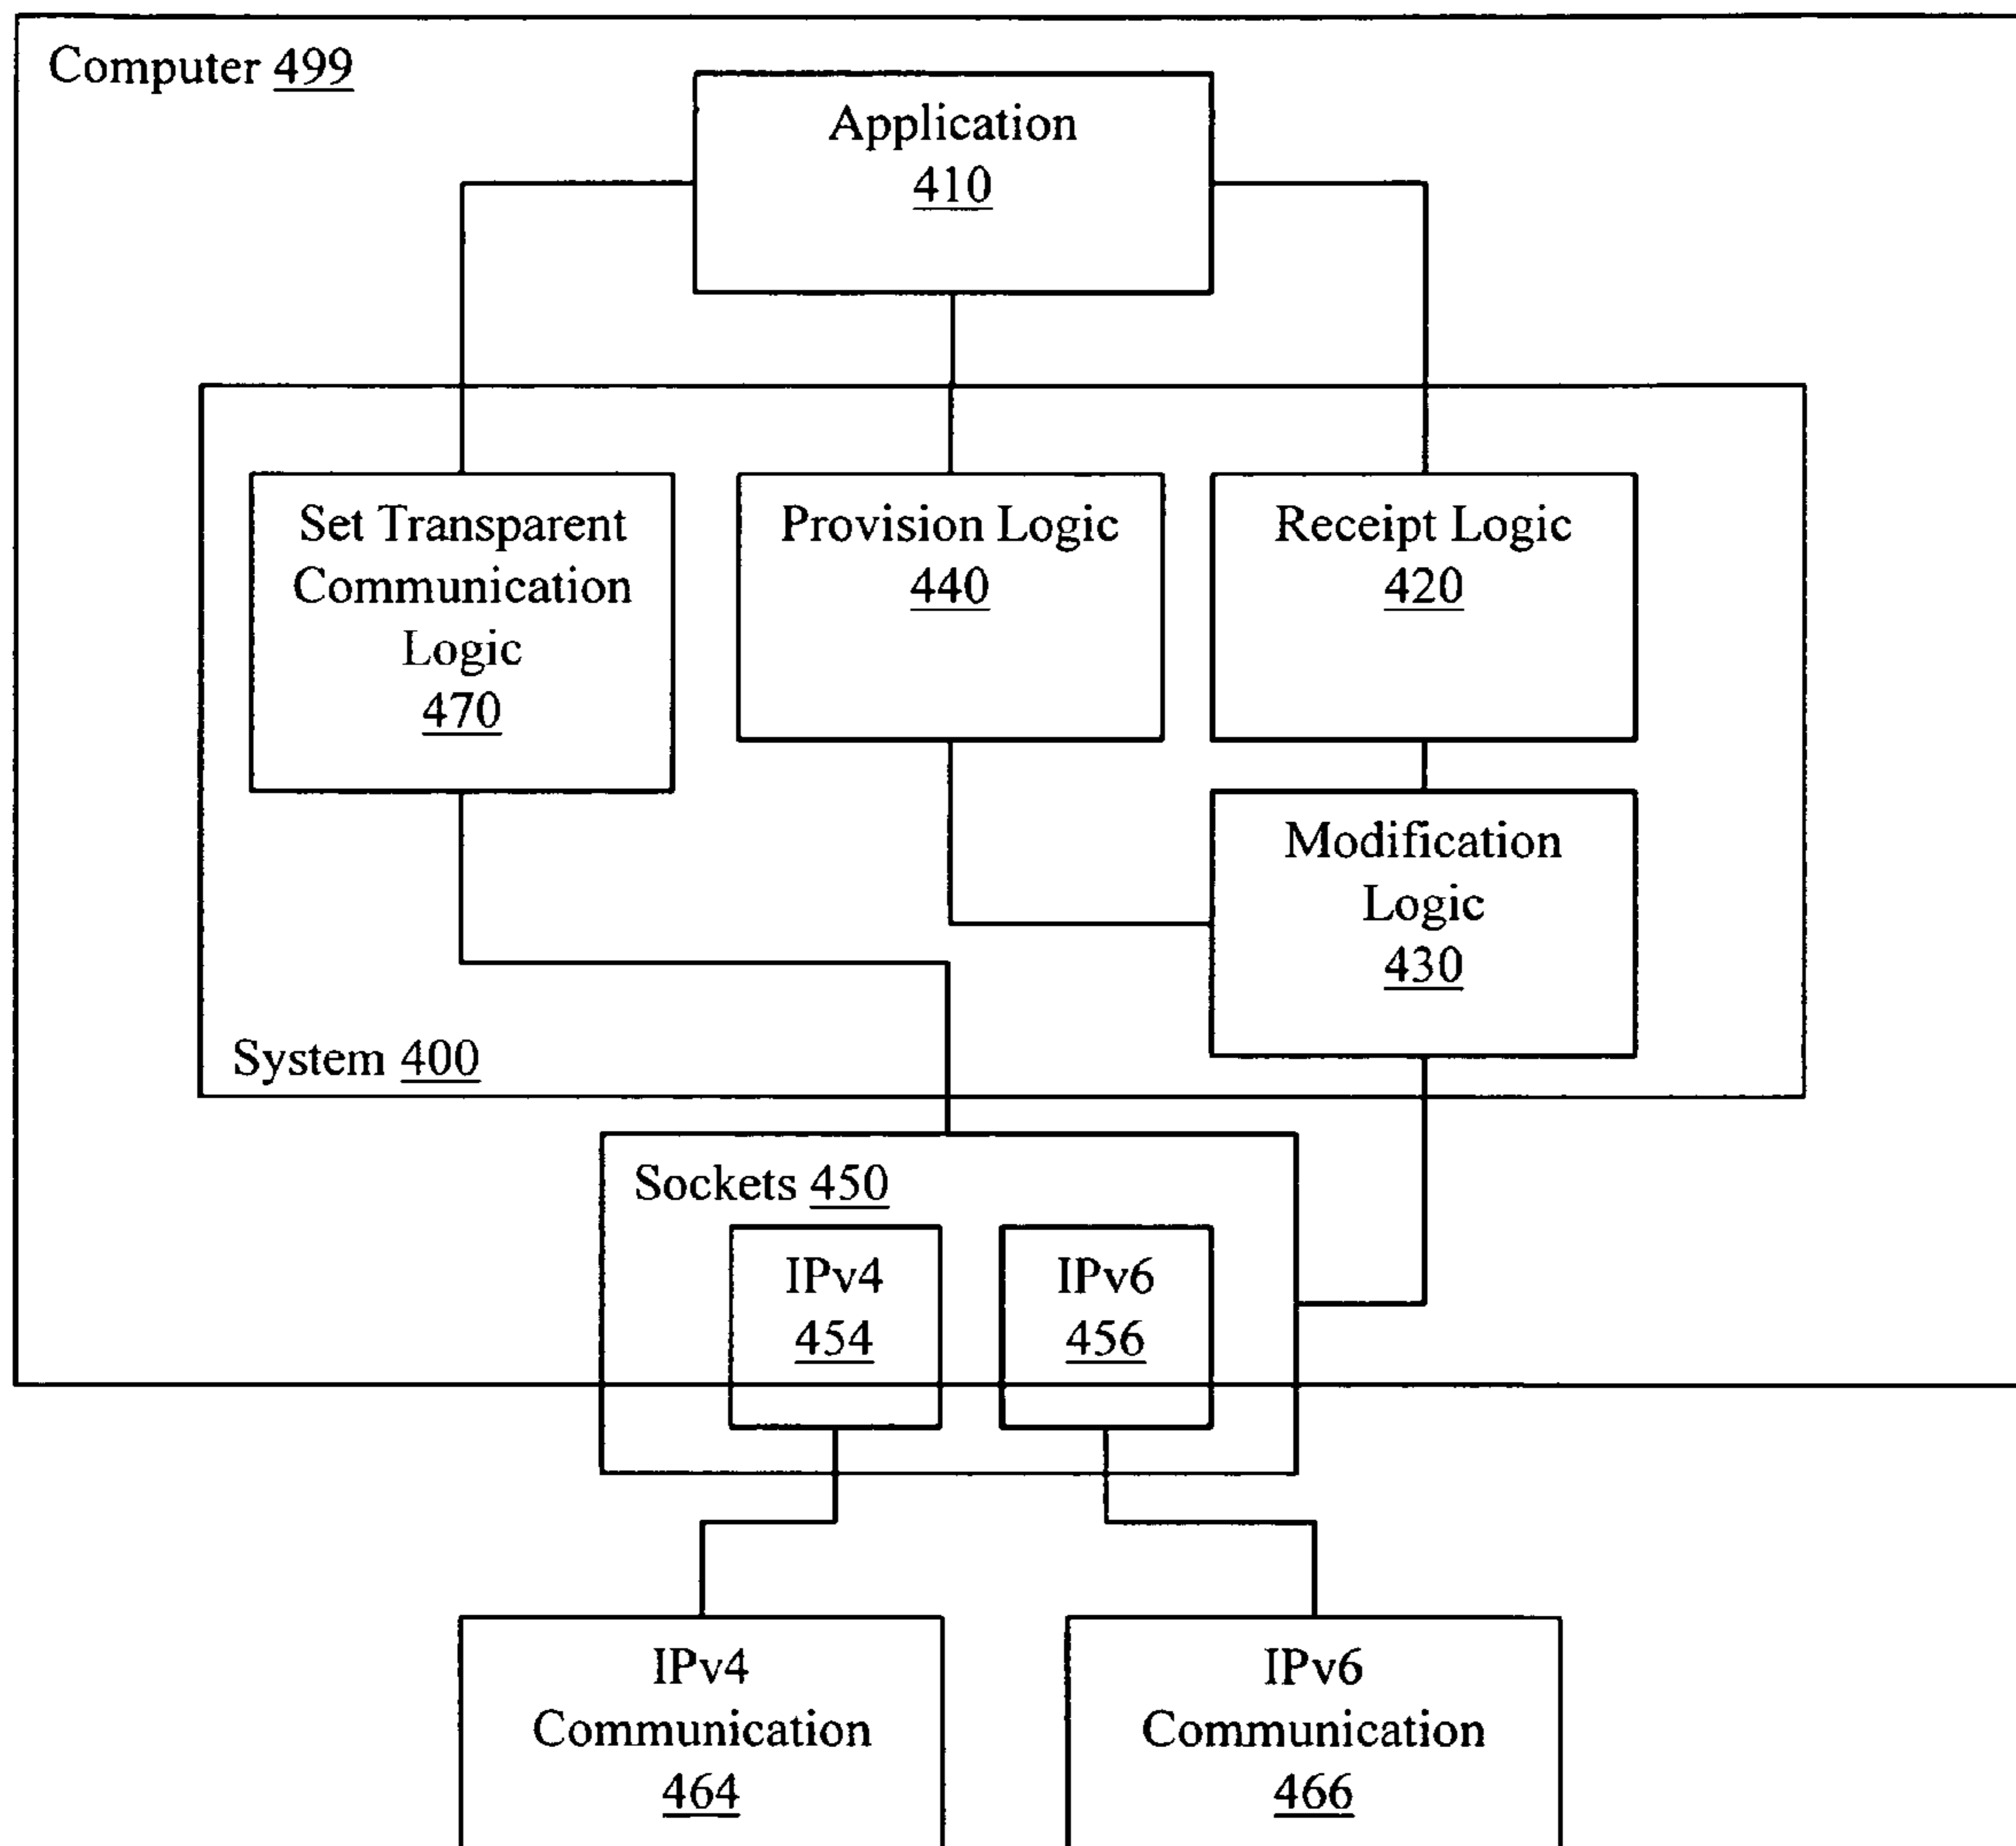 Computer 499
Application
410
Set Transparent
Communication
Logic
470
Provision Logic
440
Receipt Logic
420
Modification
Logic
430
System 400
Sockets 450
IPv4
454
IPv6
456
IPv4
Communication
464
IPv6
Communication
466